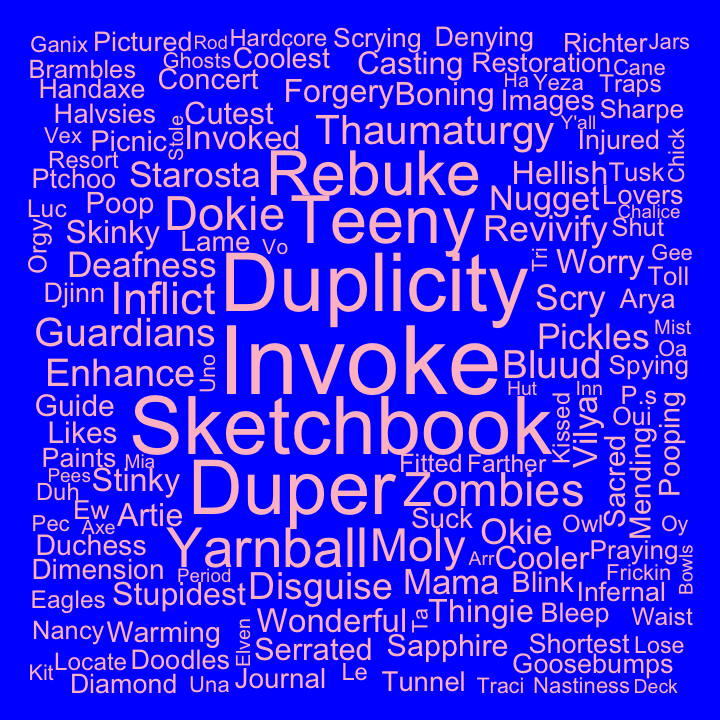 Ganix Pictured Rod Hardcore Scrying Denying Richter Jars
Brambles Ghosts Coolest Casting Restoration Cane
Handaxe Concert Forgery Boning Ha Yeza Traps
Halvsies Cutest Images Sharpe
Vex Picnic Stole Invoked Thaumaturgy Y'all Injured Chick
Resort
Ptchoo Starosta Rebuke Hellish Tusk
Luc Poop Dokie Teeny Nugget Lovers
Orgy Skinky Lame Vo Revivify Chalice Shut
Deafness Duplicity Tri Worry Gee
Djinn Inflict Scry Arya Toll
Guardians Invoke Pickles Mist
Enhance Uno Bluud Spying Oa
Guide Sketchbook Hut Inn P.s
Likes Kissed Vilya Oui
Paints Mia Fitted Farther Sacred Mending Pooping
Pees Stinky Duper Zombies
Duh
Ew Artie Suck Okie Owl Oy
Pec Axe Yarnball Moly
Duchess Arr Cooler Praying
Dimension Period Disguise Mama Blink Frickin Bowls
Eagles Stupidest Infernal
Nancy Warming Wonderful Ta Thingie Bleep Waist
Elven Serrated Sapphire Shortest Lose
Kit Locate Doodles Goosebumps
Diamond Una Journal Le Tunnel Traci Nastiness Deck